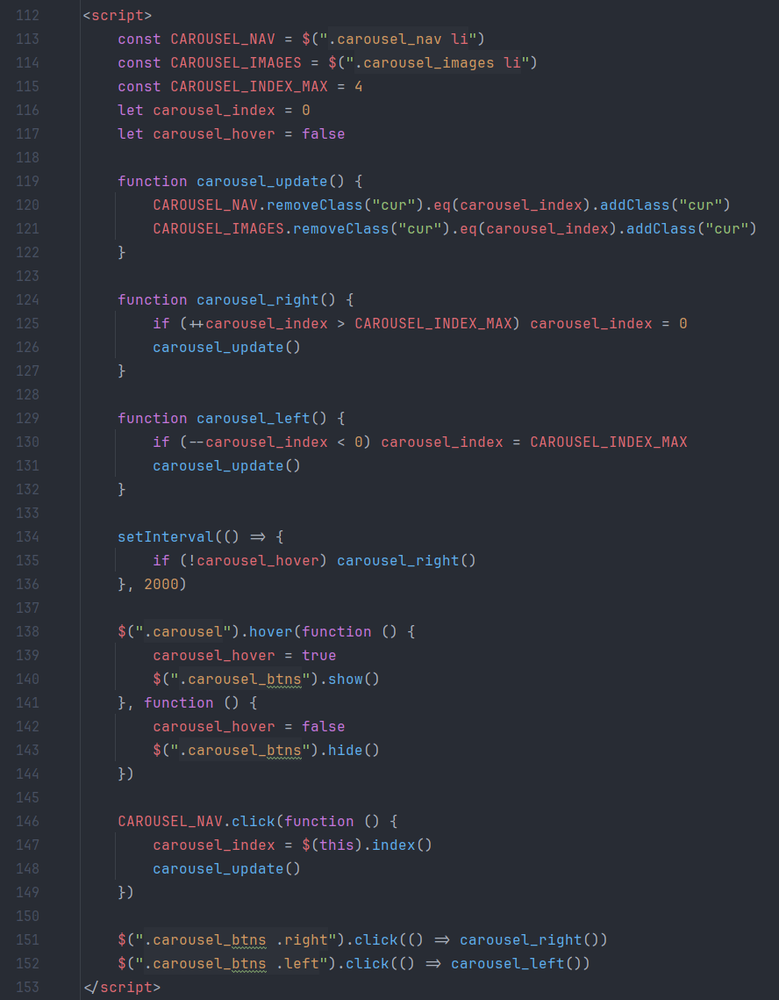 112 <script>
113 const CAROUSEL_NAV = $(".carousel_nav li")
114 const CAROUSEL_IMAGES = $(".carousel_images li")
115 const CAROUSEL_INDEX_MAX = 4
116 let carousel_index = 0
117 let carousel_hover = false
118
119 function carousel_update() {
120 CAROUSEL_NAV.removeClass("cur").eq(carousel_index).addClass("cur")
121 CAROUSEL_IMAGES.removeClass("cur").eq(carousel_index).addClass("cur")
122 }
123
124 function carousel_right() {
125 if (++carousel_index > CAROUSEL_INDEX_MAX) carousel_index = 0
126 carousel_update()
127 }
128
129 function carousel_left() {
130 if (--carousel_index < 0) carousel_index = CAROUSEL_INDEX_MAX
131 carousel_update()
132 }
133
134 setInterval(() => {
135 if (!carousel_hover) carousel_right()
136 }, 2000)
137
138 $(".carousel").hover(function () {
139 carousel_hover = true
140 $(".carousel_btns").show()
141 }, function () {
142 carousel_hover = false
143 $(".carousel_btns").hide()
144 })
145
146 CAROUSEL_NAV.click(function () {
147 carousel_index = $(this).index()
148 carousel_update()
149 })
150
151 $(".carousel_btns .right").click(() => carousel_right())
152 $(".carousel_btns .left").click(() => carousel_left())
153 </script>